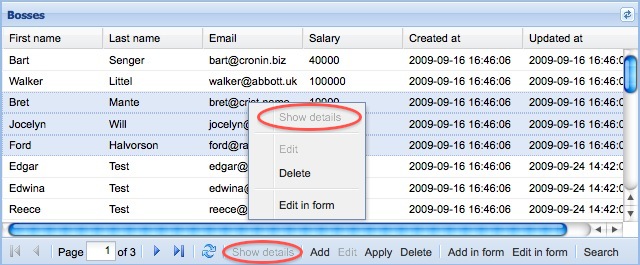 Bosses
First name Last name Email Salary Created at Updated at
Bart Senger bart@cronin.biz 40000 2009-09-16 16:46:06 2009-09-16 16:46:0
Walker Littel walker@abbott.uk 100000 2009-09-16 16:46:06 2009-09-16 16:46:0
Bret Mante 2009-09-16 16:46:06 2009-09-16 16:46:0
Jocelyn Will jocely 2009-09-16 16:46:06 2009-09-16 16:46:0
Ford Halvorson ford@ra 2009-09-16 16:46:06 2009-09-16 16:46:0
Edgar Test edgar@ 2009-09-16 16:46:06 2009-09-24 14:42:0
Edwina Test edwina 2009-09-16 16:46:06 2009-09-24 14:42:0
Reece Test reece@ 2009-09-16 16:46:06 2009-09-24 14:42:0
Show details
Edit
Delete
Edit in form
Page 1 of 3 Show details Add Edit Apply Delete Add in form Edit in form Search